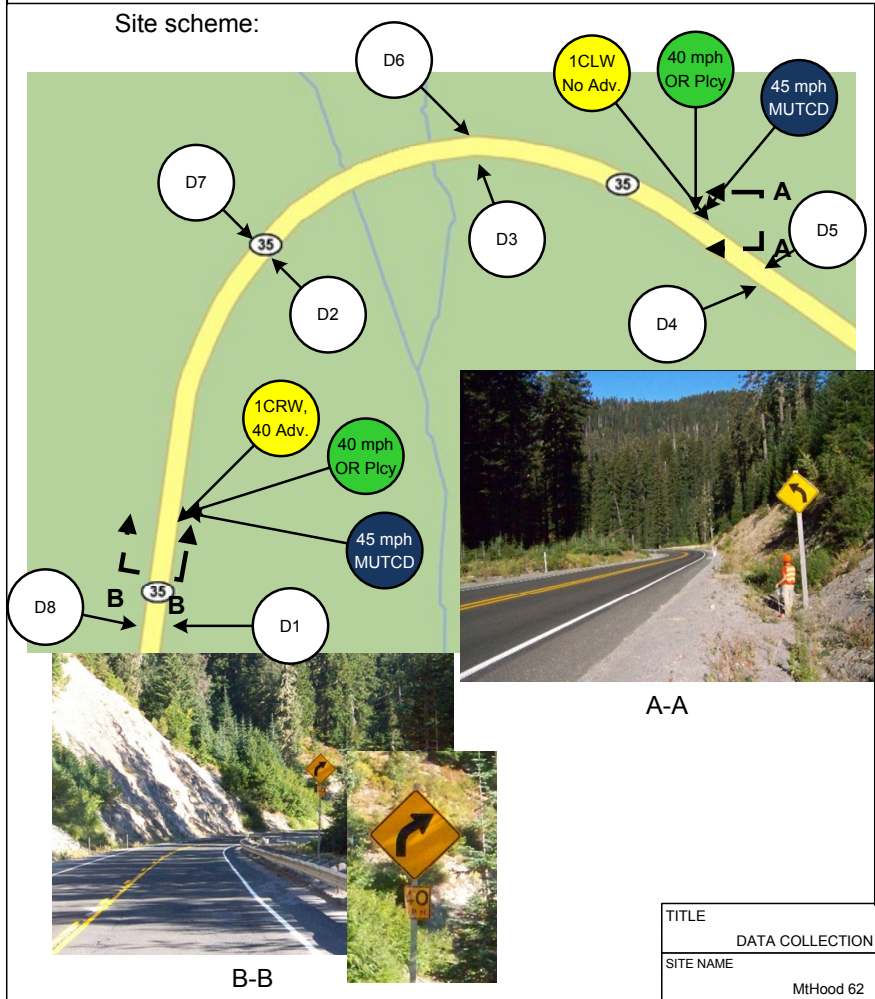 Site scheme:
D6
1CLW
No Adv.
40 mph
OR Plcy
45 mph
MUTCD
D7
35
A
35
D3
A
D5
D2
D4
1CRW,
40 Adv.
40 mph
OR Plcy
45 mph
MUTCD
B
35
B
D8
D1
A-A
40
MPH
B-B
TITLE
DATA COLLECTION
SITE NAME
MtHood 62